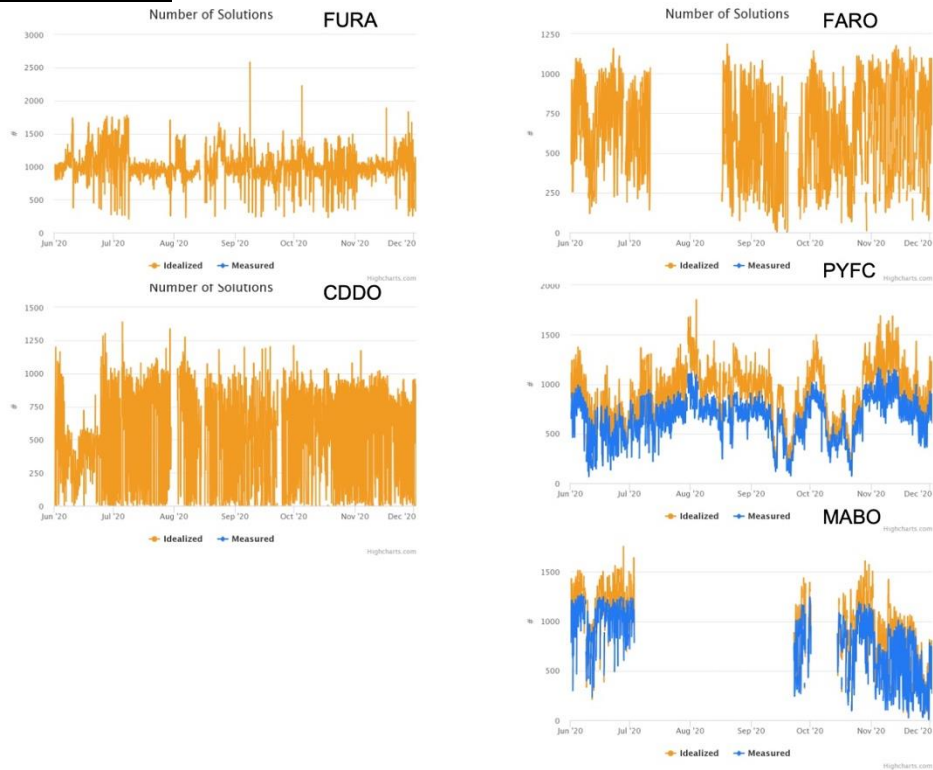 Number of Solutions
FURA
3000
2500
2000
1500
1000
500
0
#
Jun '20 Jul '20 Aug '20 Sep '20 Oct '20 Nov '20 Dec '20
Idealized Measured
Highcharts.com
Number of Solutions
CDDO
1500
1250
1000
750
500
250
0
#
Jun '20 Jul '20 Aug '20 Sep '20 Oct '20 Nov '20 Dec '20
Idealized Measured
Highcharts.com
Number of Solutions
FARO
1250
1000
750
500
250
0
#
Jun '20 Jul '20 Aug '20 Sep '20 Oct '20 Nov '20 Dec '20
Idealized Measured
Highcharts.com
PYFC
2000
1500
1000
500
0
#
Jun '20 Jul '20 Aug '20 Sep '20 Oct '20 Nov '20 Dec '20
Idealized Measured
Highcharts.com
MABO
1500
1000
500
0
#
Jun '20 Jul '20 Aug '20 Sep '20 Oct '20 Nov '20 Dec '20
Idealized Measured
Highcharts.com